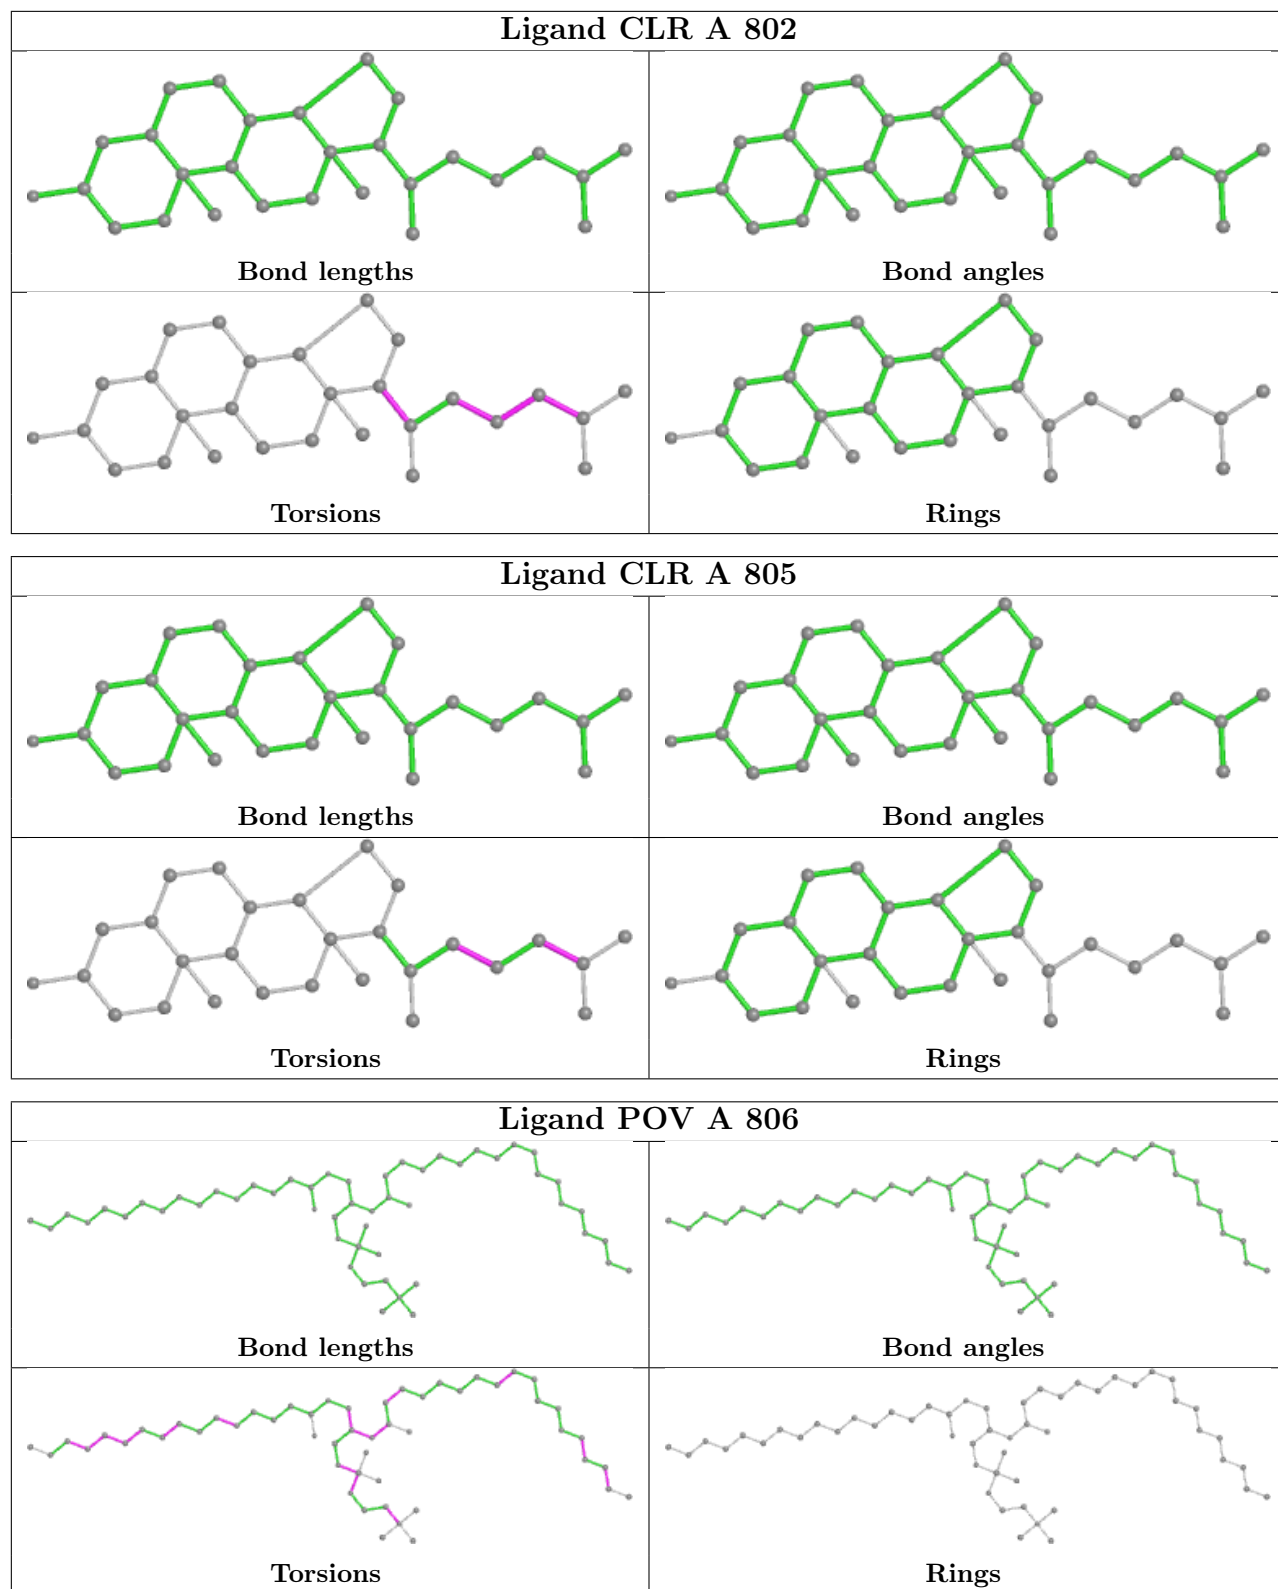 Ligand CLR A 802
Bond lengths
Bond angles
Torsions
Rings
Ligand CLR A 805
Bond lengths
Bond angles
Torsions
Rings
Ligand POV A 806
Bond lengths
Bond angles
Torsions
Rings